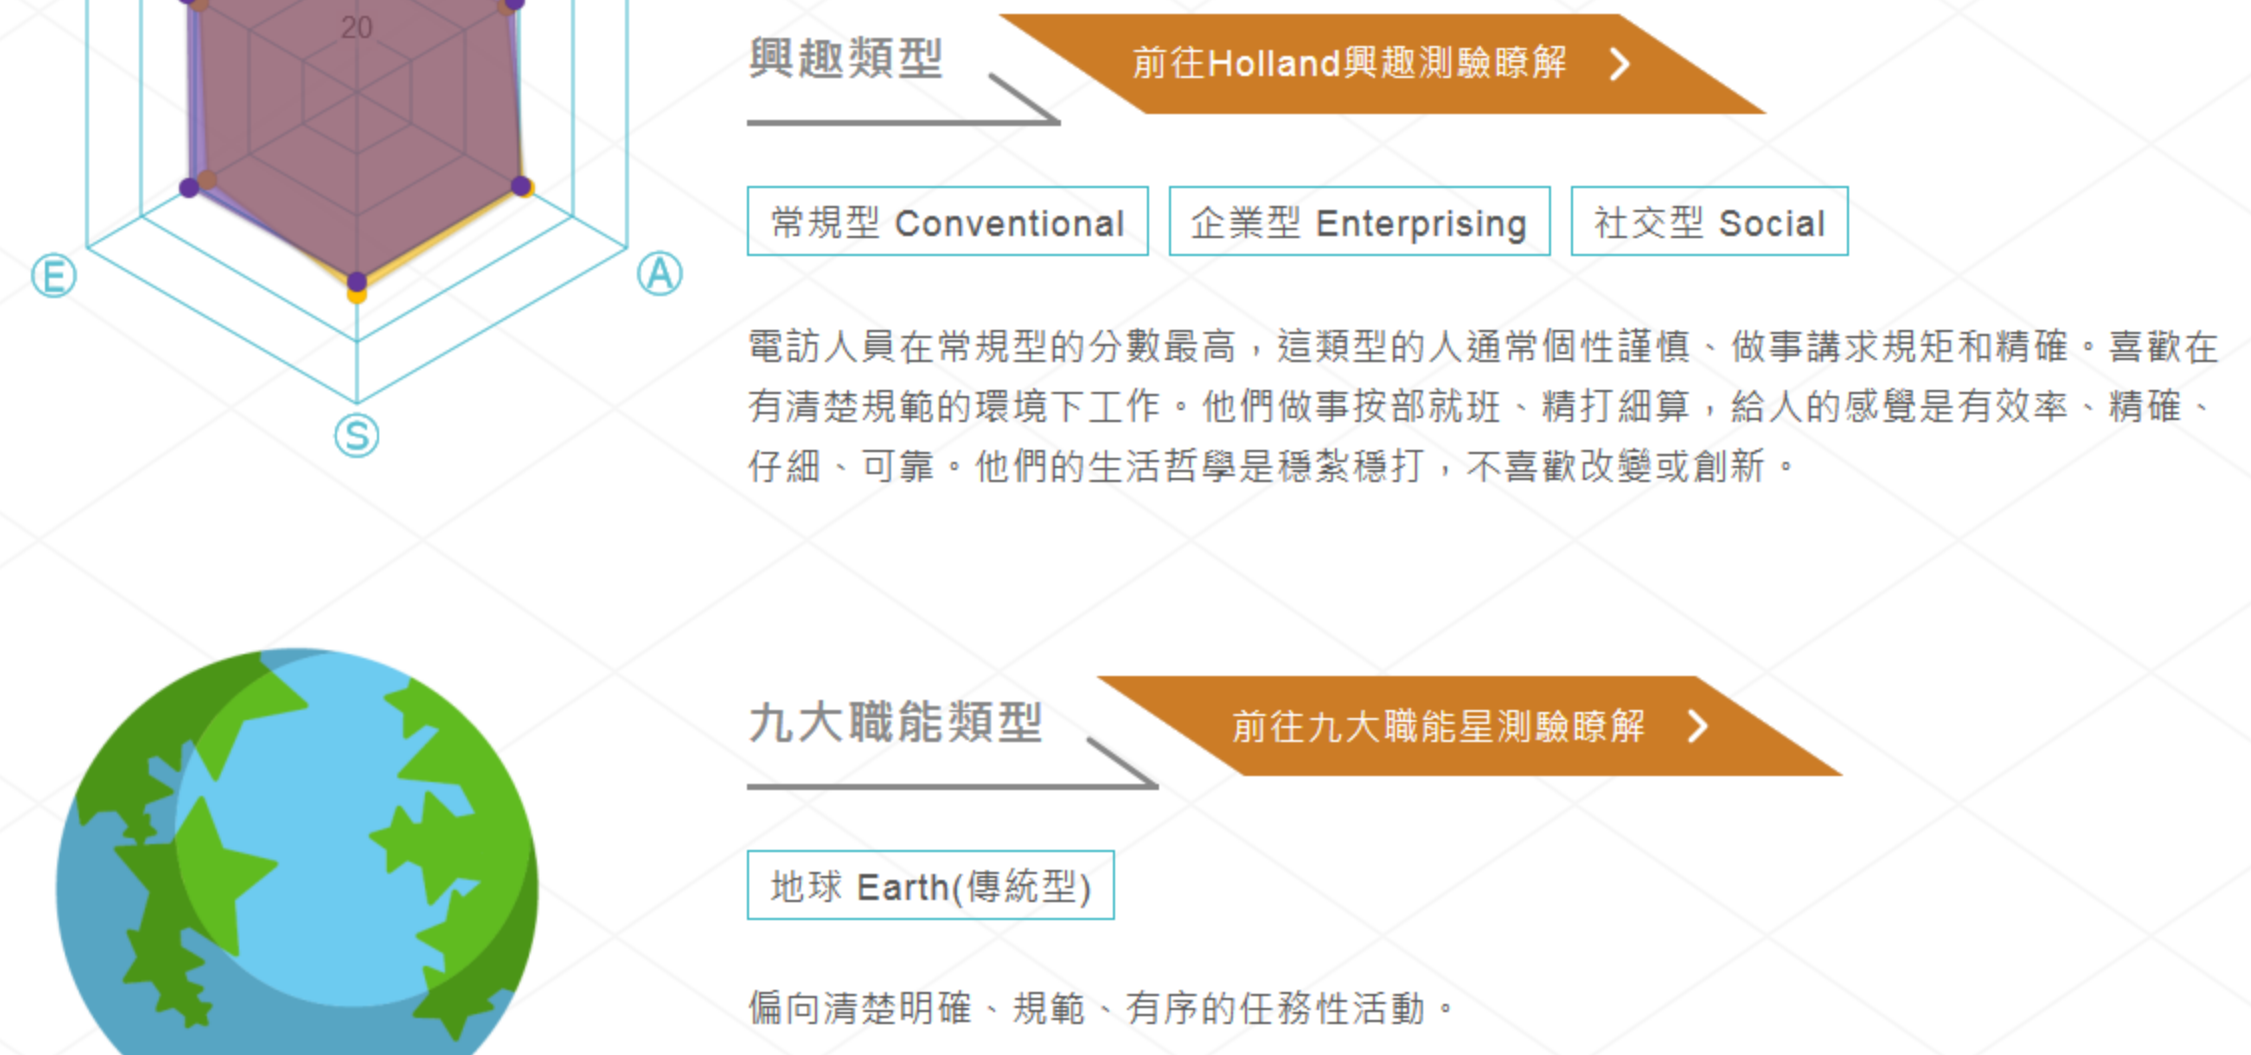 20
E
A
S
興趣類型
前往Holland興趣測驗瞭解
常規型 Conventional
企業型 Enterprising
社交型 Social
電訪人員在常規型的分數最高，這類型的人通常個性謹慎、做事講求規矩和精確。喜歡在
有清楚規範的環境下工作。他們做事按部就班、精打細算，給人的感覺是有效率、精確、
仔細、可靠。他們的生活哲學是穩紮穩打，不喜歡改變或創新。
九大職能類型
前往九大職能星測驗瞭解
地球 Earth(傳統型)
偏向清楚明確、規範、有序的任務性活動。